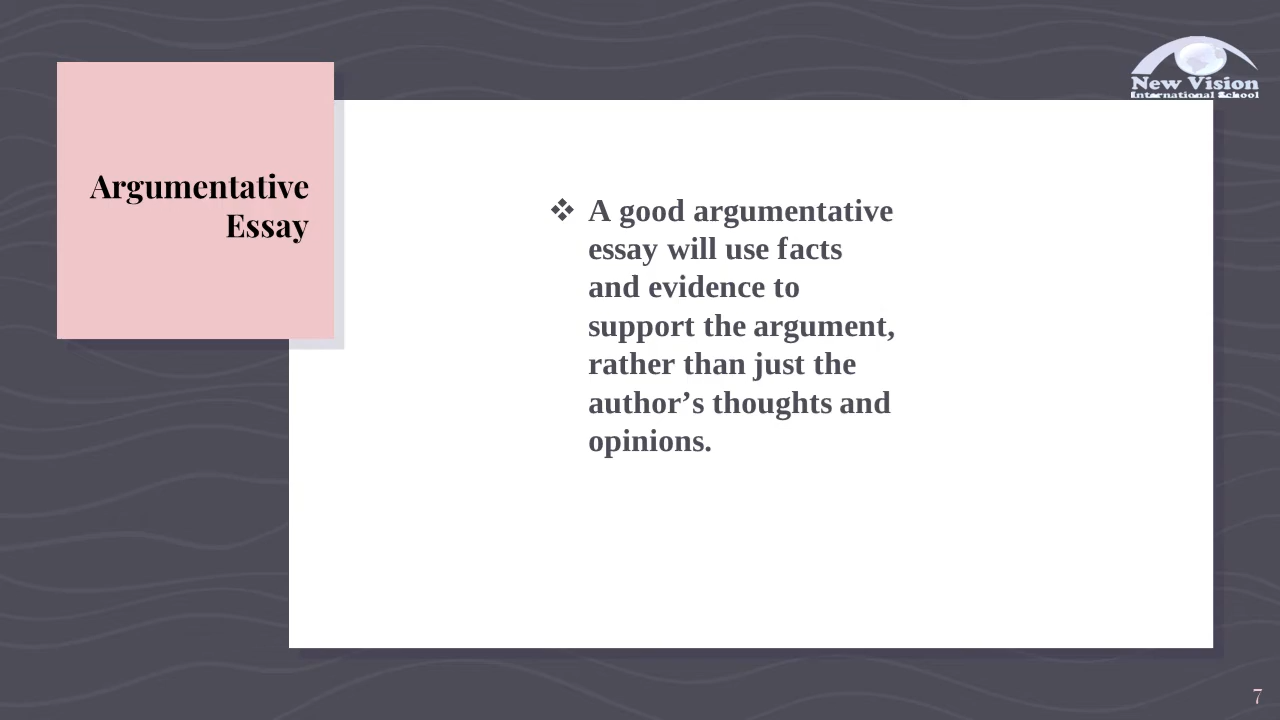 New Vision
International School
Argumentative
Essay
❖ A good argumentative
essay will use facts
and evidence to
support the argument,
rather than just the
author’s thoughts and
opinions.
7